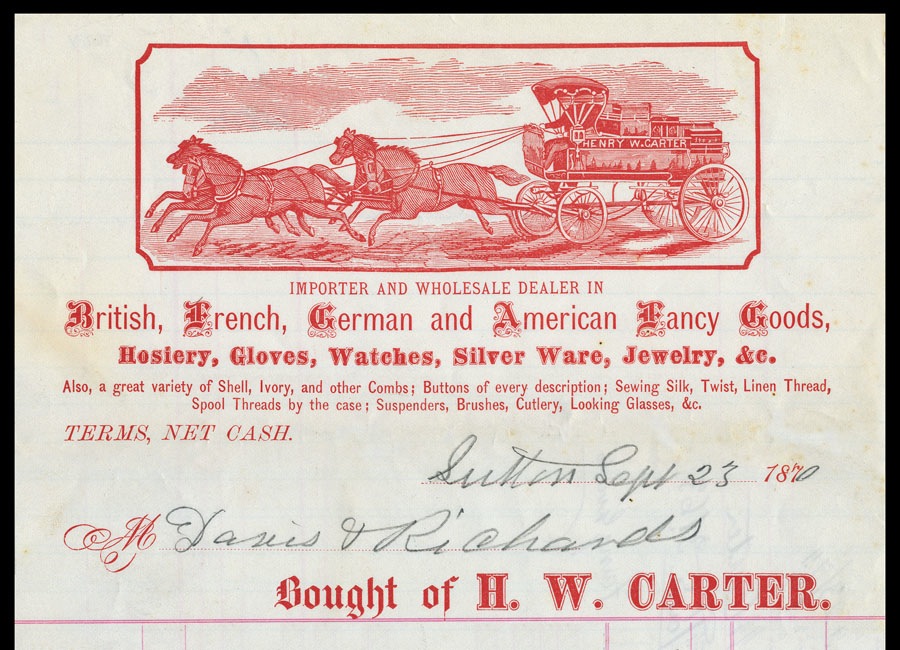 HENRY W. CARTER
IMPORTER AND WHOLESALE DEALER IN
British, French, German and American Fancy Goods,
Hosiery, Gloves, Watches, Silver Ware, Jewelry, &c.
Also, a great variety of Shell, Ivory, and other Combs; Buttons of every description; Sewing Silk, Twist, Linen Thread,
Spool Threads by the case; Suspenders, Brushes, Cutlery, Looking Glasses, &c.
TERMS, NET CASH.
Sutton Sept 23 1870
M Davis & Richards
Bought of H. W. CARTER.